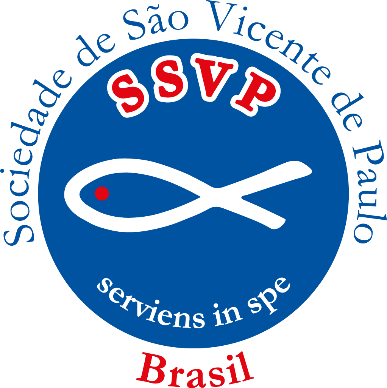 Sociedade de São Vicente de Paulo
SSVP
serviens in spe
Brasil